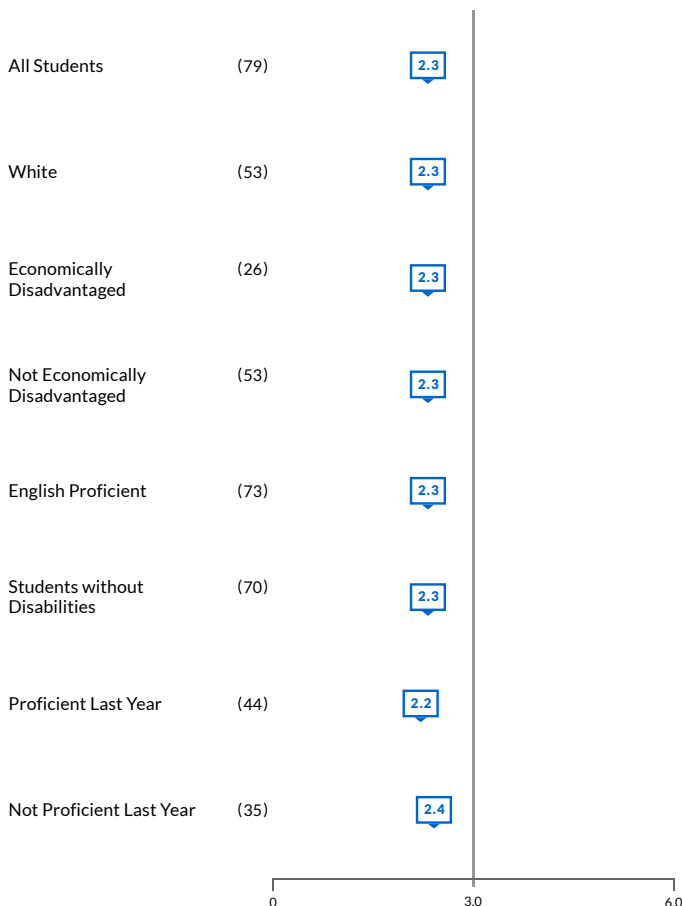 All Students (79) 2.3
White (53) 2.3
Economically (26) 2.3
Disadvantaged
Not Economically (53) 2.3
Disadvantaged
English Proficient (73) 2.3
Students without (70) 2.3
Disabilities
Proficient Last Year (44) 2.2
Not Proficient Last Year (35) 2.4
0 3.0 6.0